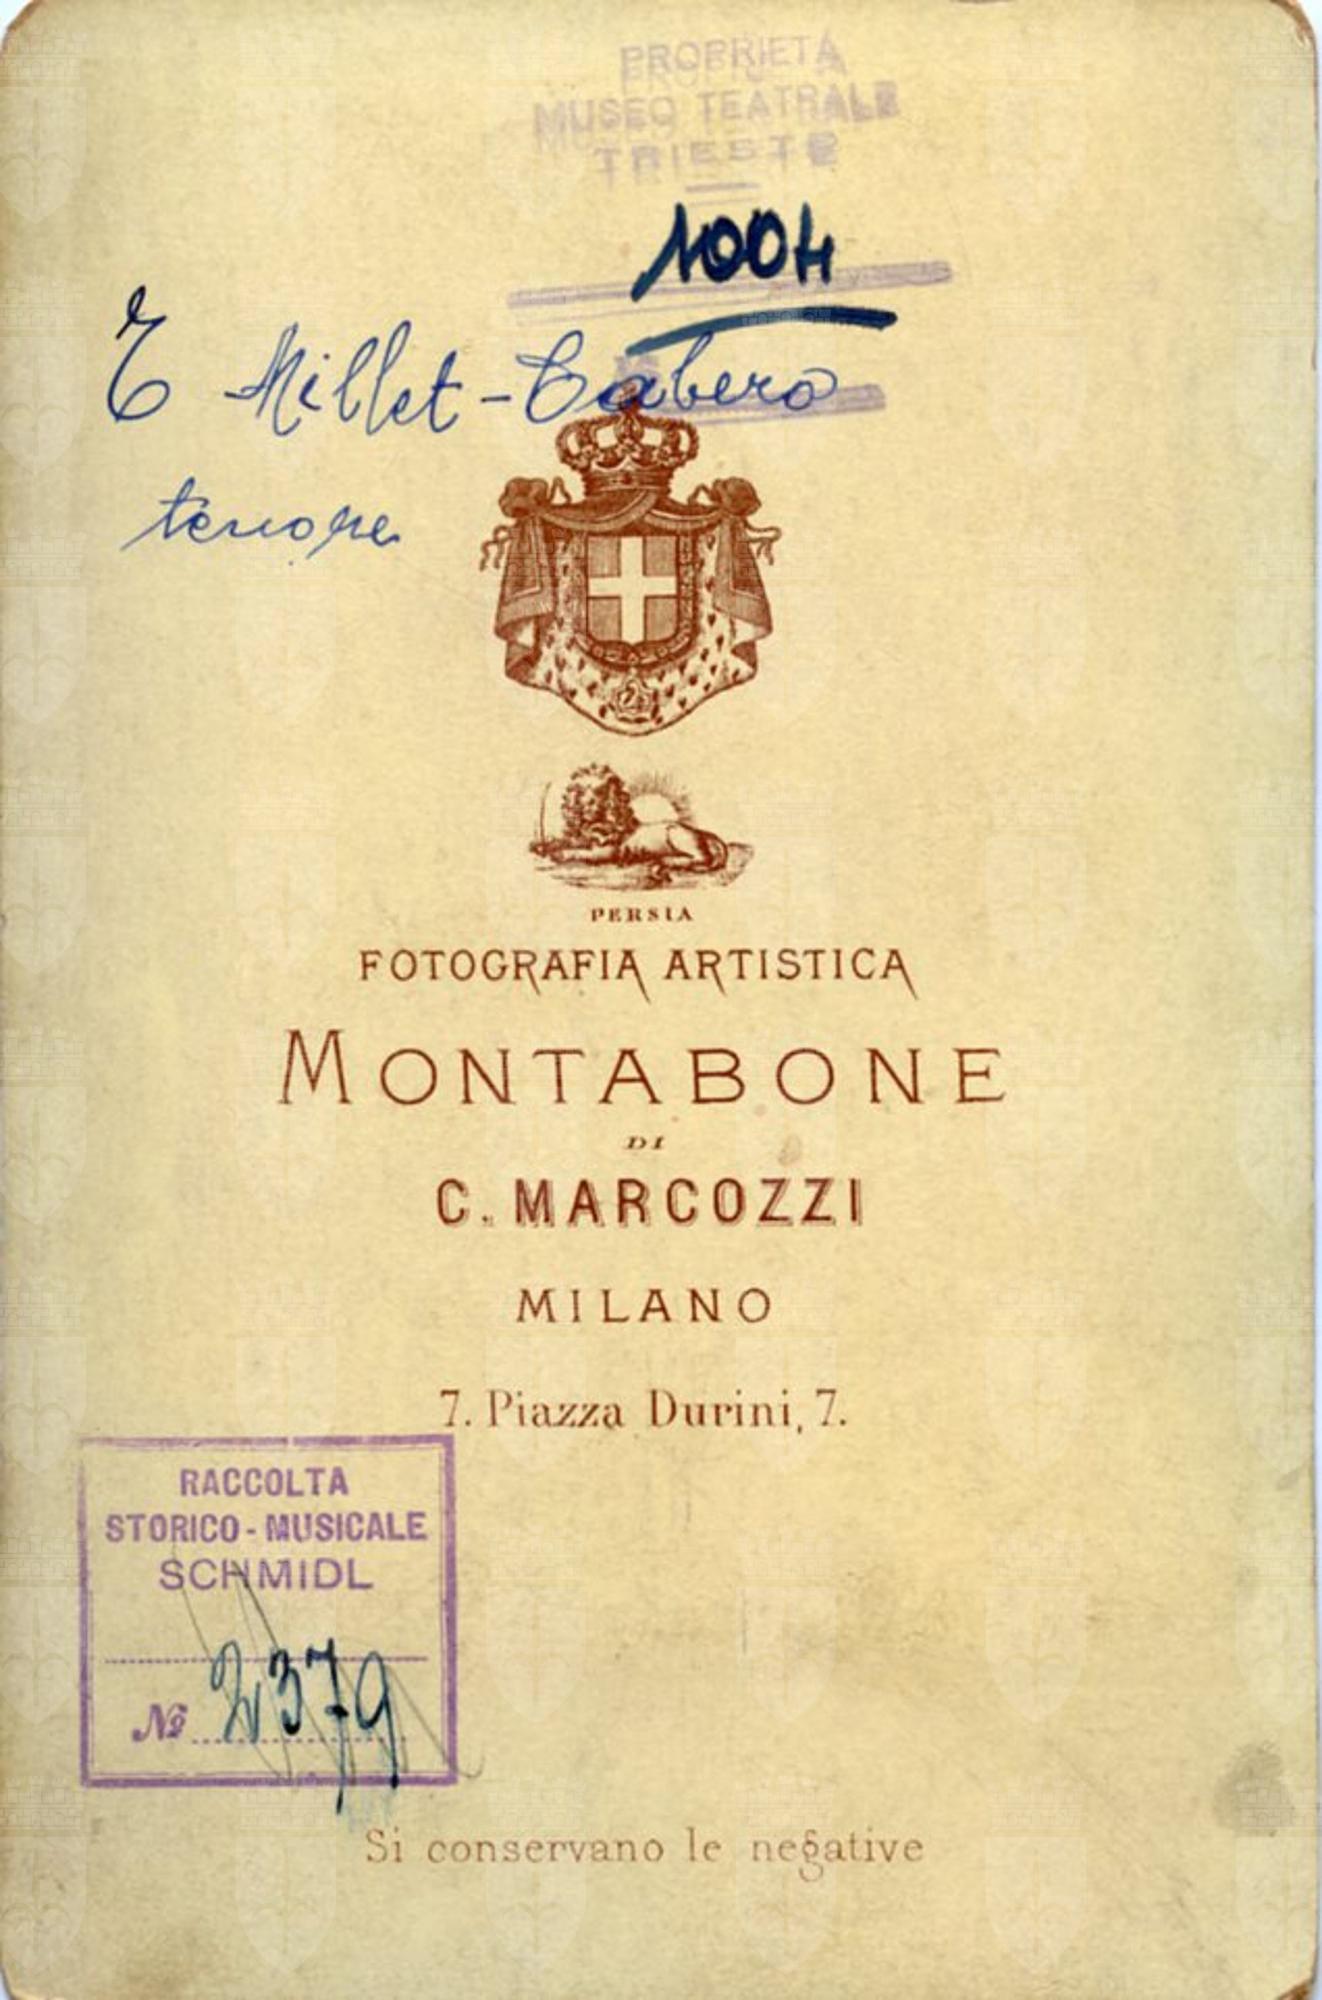 PROPRIETÀ
MUSEO TEATRALE
TRIESTE
1004
E Millet-Cabero
tenore
PERSIA
FOTOGRAFIA ARTISTICA
MONTABONE
DI
C. MARCOZZI
MILANO
7. Piazza Durini, 7.
RACCOLTA
STORICO-MUSICALE
SCHMIDL
No 2379
Si conservano le negative